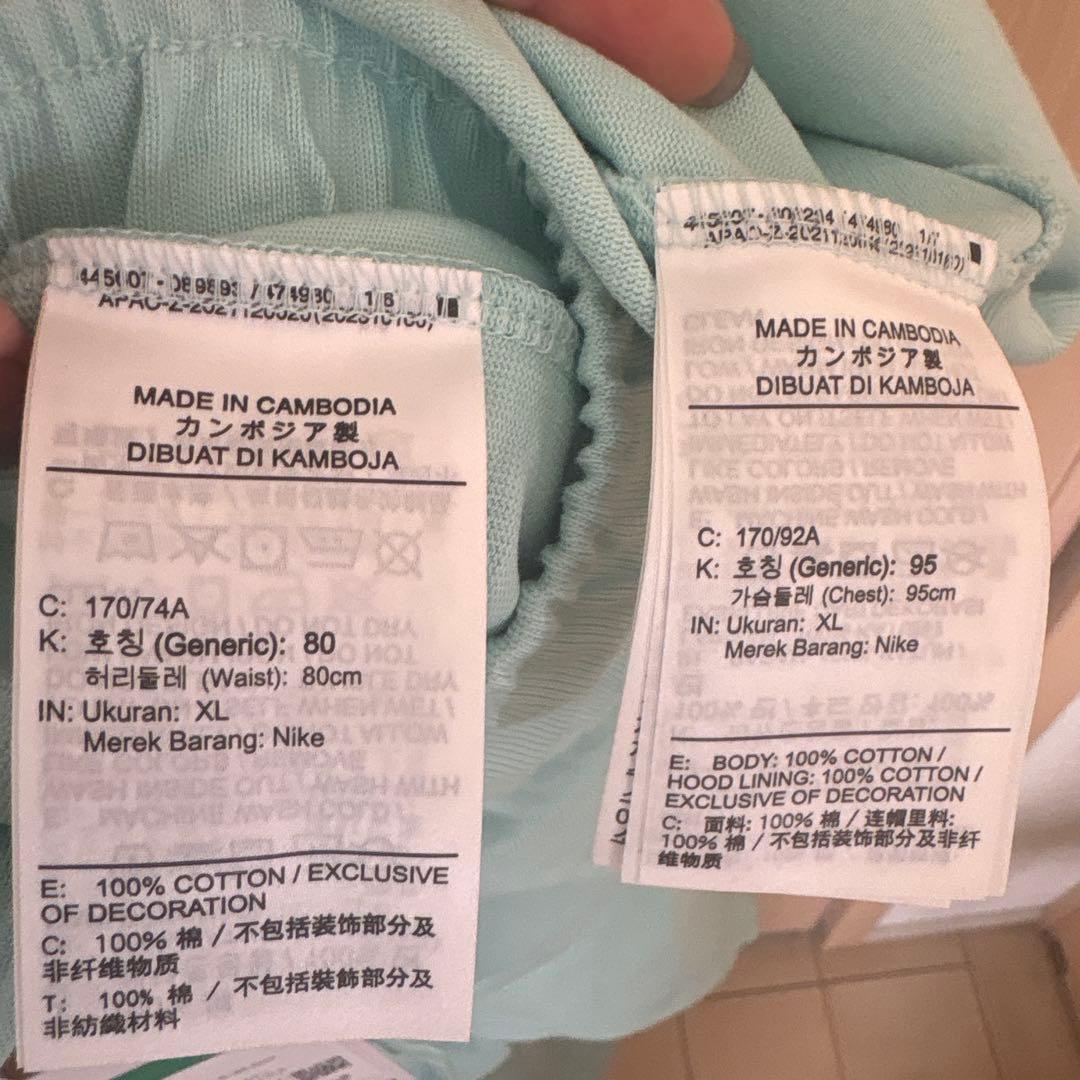 MADE IN CAMBODIA
カンボジア製
DIBUAT DI KAMBOJA
C: 170/74A
K: 호칭 (Generic): 80
허리둘레 (Waist): 80cm
IN: Ukuran: XL
Merek Barang: Nike
E: 100% COTTON / EXCLUSIVE
OF DECORATION
C: 100% 棉 / 不包括装饰部分及
非纤维物质
T: 100% 棉 / 不包括裝飾部分及
非紡織材料
MADE IN CAMBODIA
カンボジア製
DIBUAT DI KAMBOJA
C: 170/92A
K: 호칭 (Generic): 95
가슴둘레 (Chest): 95cm
IN: Ukuran: XL
Merek Barang: Nike
E: BODY: 100% COTTON /
HOOD LINING: 100% COTTON /
EXCLUSIVE OF DECORATION
C: 面料: 100% 棉 / 连帽里料:
100% 棉 / 不包括装饰部分及非纤
维物质